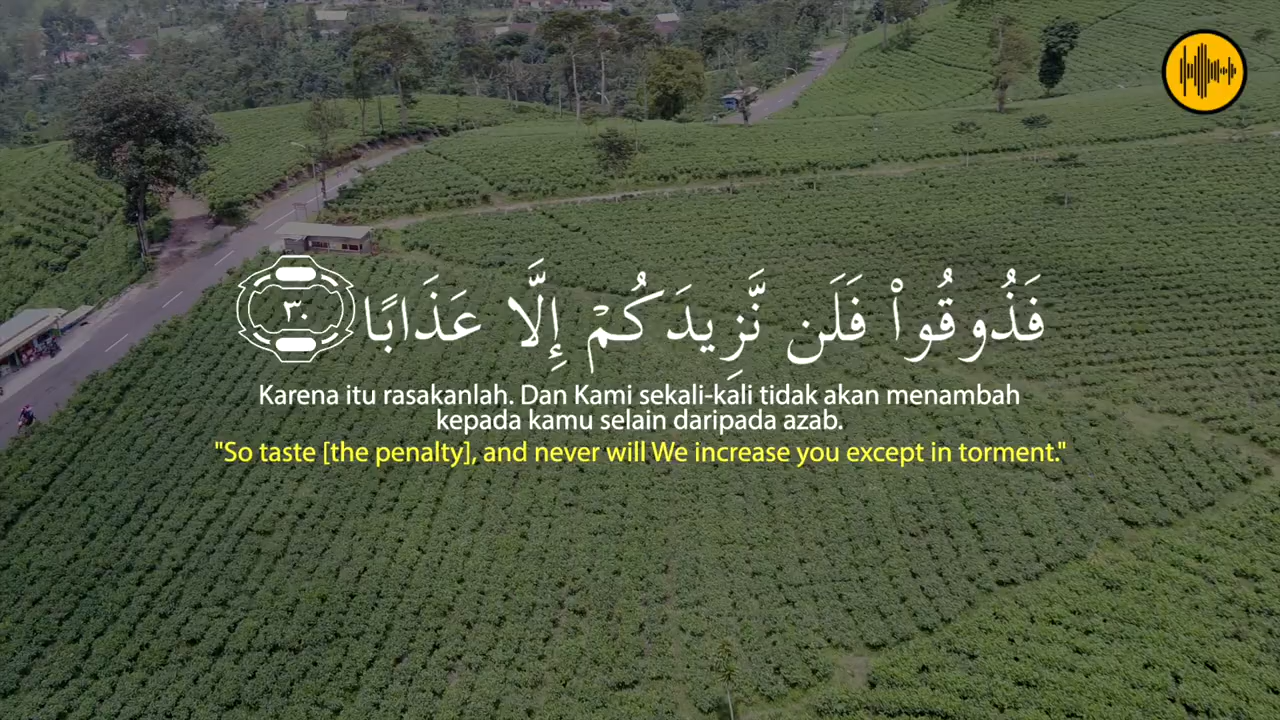 فَذُوقُوا۟ فَلَن نَّزِيدَكُمْ إِلَّا عَذَابًا ٣٠
Karena itu rasakanlah. Dan Kami sekali-kali tidak akan menambah
kepada kamu selain daripada azab.
"So taste [the penalty], and never will We increase you except in torment."